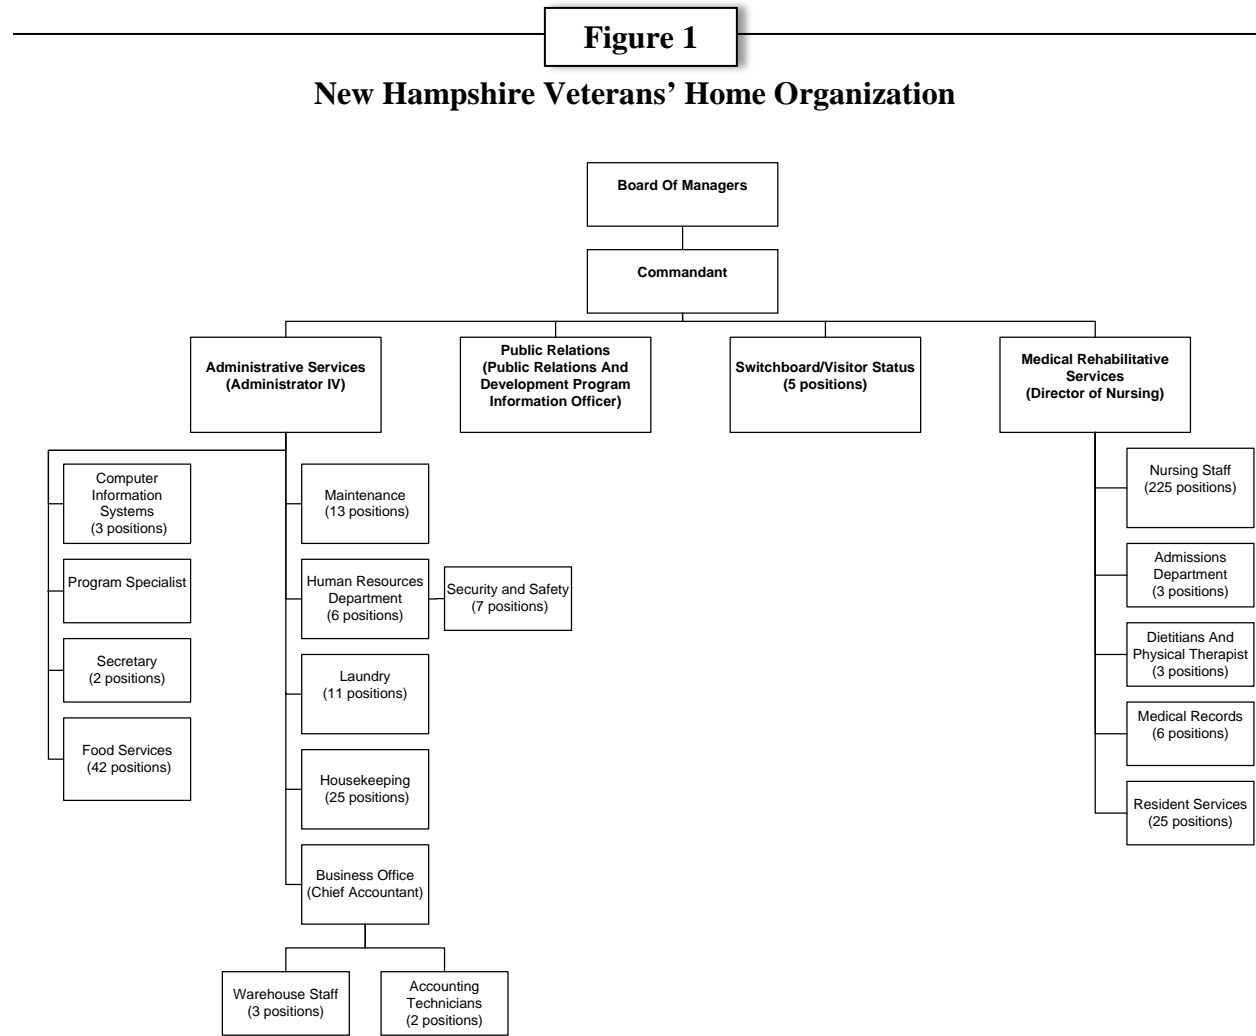 Figure 1
New Hampshire Veterans’ Home Organization
Board Of Managers
Commandant
Administrative Services
(Administrator IV)
Public Relations
(Public Relations And
Development Program
Information Officer)
Switchboard/Visitor Status
(5 positions)
Medical Rehabilitative
Services
(Director of Nursing)
Computer
Information
Systems
(3 positions)
Program Specialist
Secretary
(2 positions)
Food Services
(42 positions)
Maintenance
(13 positions)
Human Resources
Department
(6 positions)
Security and Safety
(7 positions)
Laundry
(11 positions)
Housekeeping
(25 positions)
Business Office
(Chief Accountant)
Warehouse Staff
(3 positions)
Accounting
Technicians
(2 positions)
Nursing Staff
(225 positions)
Admissions
Department
(3 positions)
Dietitians And
Physical Therapist
(3 positions)
Medical Records
(6 positions)
Resident Services
(25 positions)